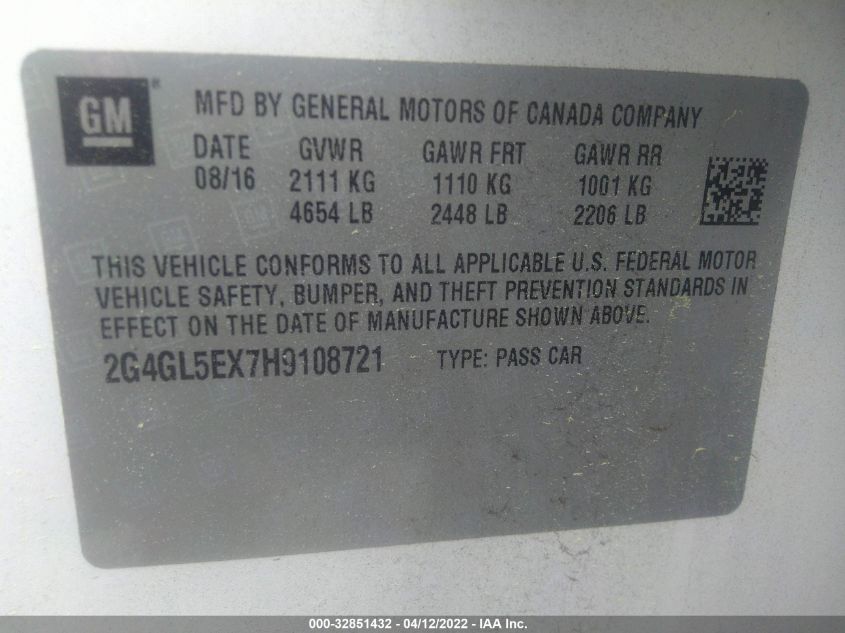 GM
MFD BY GENERAL MOTORS OF CANADA COMPANY
DATE GVWR GAWR FRT GAWR RR
08/16 2111 KG 1110 KG 1001 KG
4654 LB 2448 LB 2206 LB
THIS VEHICLE CONFORMS TO ALL APPLICABLE U.S. FEDERAL MOTOR
VEHICLE SAFETY, BUMPER, AND THEFT PREVENTION STANDARDS IN
EFFECT ON THE DATE OF MANUFACTURE SHOWN ABOVE.
2G4GL5EX7H9108721 TYPE: PASS CAR
000-32851432 - 04/12/2022 - IAA Inc.